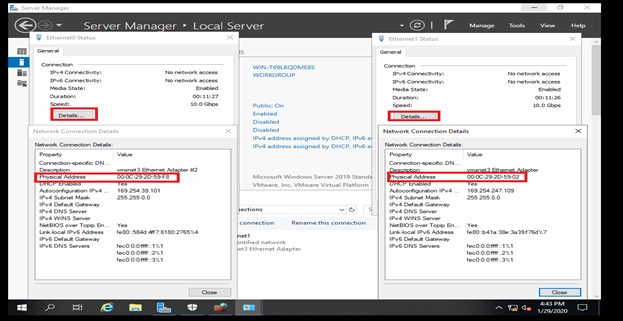 Server Manager
Server Manager ▸ Local Server
Manage Tools View Help
Ethernet0 Status
General
Connection
IPv4 Connectivity: No network access
IPv6 Connectivity: No network access
Media State: Enabled
Duration: 00:11:27
Speed: 10.0 Gbps
Details...
Network Connection Details
Network Connection Details:
Property Value
Connection-specific DN...
Description vmxnet3 Ethernet Adapter #2
Physical Address 00-0C-29-2D-59-F8
DHCP Enabled Yes
Autoconfiguration IPv4 ... 169.254.39.101
IPv4 Subnet Mask 255.255.0.0
IPv4 Default Gateway
IPv4 DNS Server
IPv4 WINS Server
NetBIOS over Tcpip En... Yes
Link-local IPv6 Address fe80::584d:4ff7:8180:2765%4
IPv6 Default Gateway
IPv6 DNS Servers fec0:0:0:ffff::1%1
fec0:0:0:ffff::2%1
fec0:0:0:ffff::3%1
Close
WIN-T69LBQDME8S
WORKGROUP
Public: On
Enabled
Disabled
Disabled
IPv4 address assigned by DHCP, IPv6 e
IPv4 address assigned by DHCP, IPv6 e
Microsoft Windows Server 2019 Standa
VMware, Inc. VMware Virtual Platform
Rename this connection
Ethernet1 Status
General
Connection
IPv4 Connectivity: No network access
IPv6 Connectivity: No network access
Media State: Enabled
Duration: 00:11:26
Speed: 10.0 Gbps
Details...
Network Connection Details
Network Connection Details:
Property Value
Connection-specific DN...
Description vmxnet3 Ethernet Adapter
Physical Address 00-0C-29-2D-59-02
DHCP Enabled Yes
Autoconfiguration IPv4 ... 169.254.247.109
IPv4 Subnet Mask 255.255.0.0
IPv4 Default Gateway
IPv4 DNS Server
IPv4 WINS Server
NetBIOS over Tcpip En... Yes
Link-local IPv6 Address fe80::b41a:38e:3a39:f76d%7
IPv6 Default Gateway
IPv6 DNS Servers fec0:0:0:ffff::1%1
fec0:0:0:ffff::2%1
fec0:0:0:ffff::3%1
Close
4:43 PM
1/29/2020